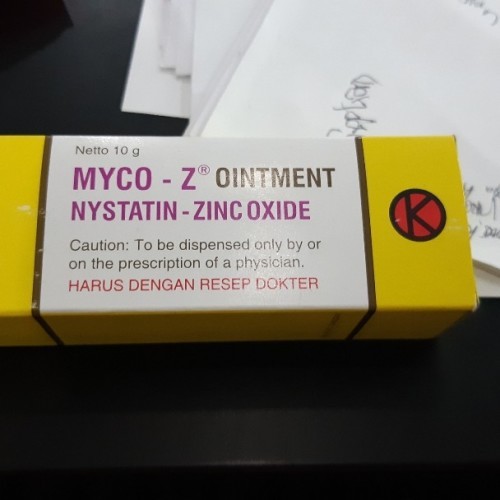 Netto 10 g
MYCO - Z® OINTMENT
NYSTATIN - ZINC OXIDE
Caution: To be dispensed only by or
on the prescription of a physician.
HARUS DENGAN RESEP DOKTER
K